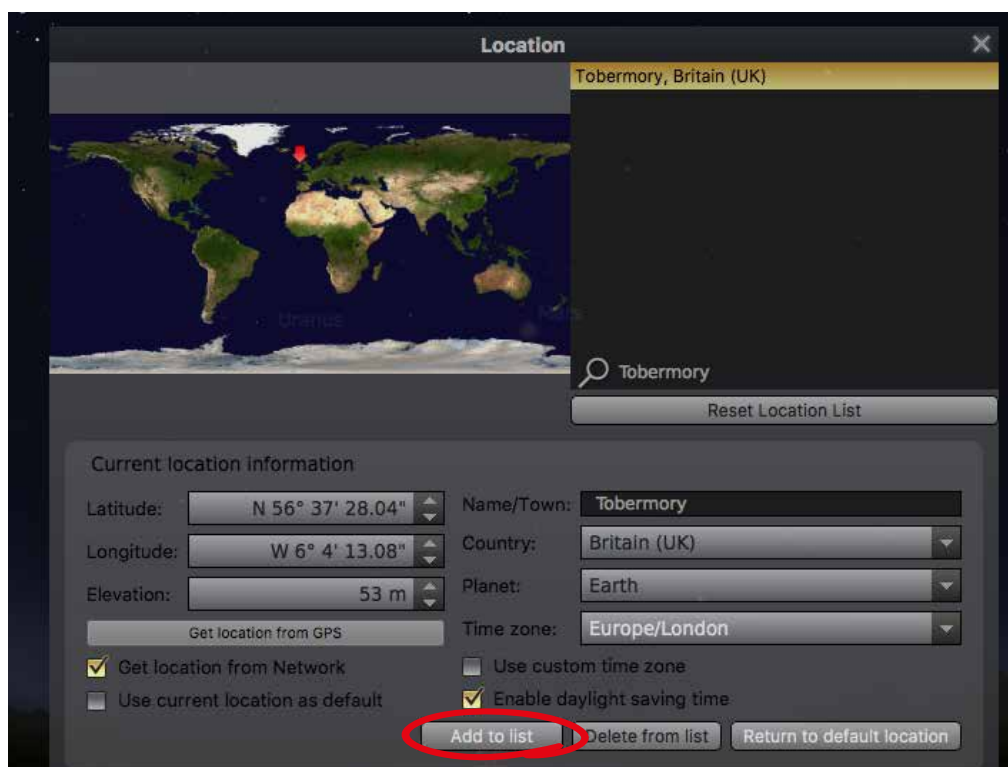 Location
Tobermory, Britain (UK)
Uranus
Mars
Tobermory
Reset Location List
Current location information
Latitude: N 56° 37' 28.04"
Name/Town: Tobermory
Longitude: W 6° 4' 13.08"
Country: Britain (UK)
Elevation: 53 m
Planet: Earth
Get location from GPS
Time zone: Europe/London
Get location from Network
Use custom time zone
Use current location as default
Enable daylight saving time
Add to list
Delete from list
Return to default location